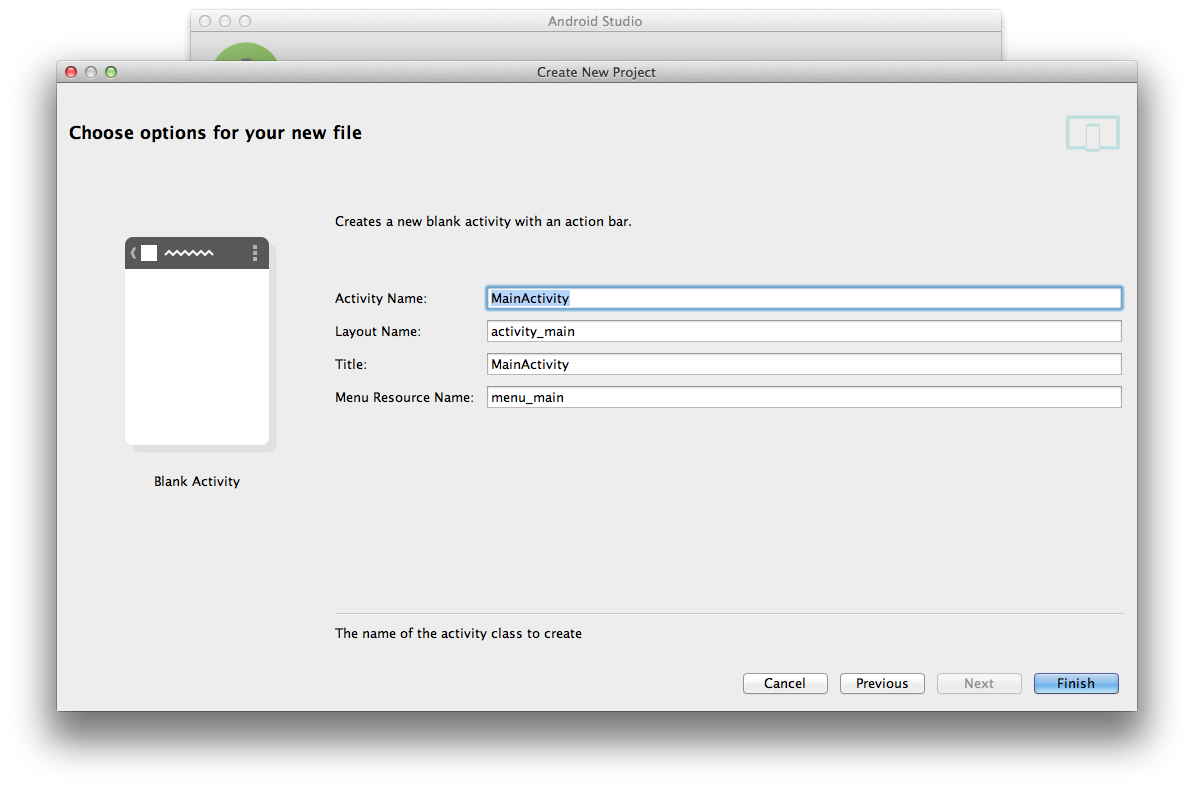 Android Studio
Create New Project
Choose options for your new file
Creates a new blank activity with an action bar.
Activity Name: MainActivity
Layout Name: activity_main
Title: MainActivity
Menu Resource Name: menu_main
Blank Activity
The name of the activity class to create
Cancel Previous Next Finish